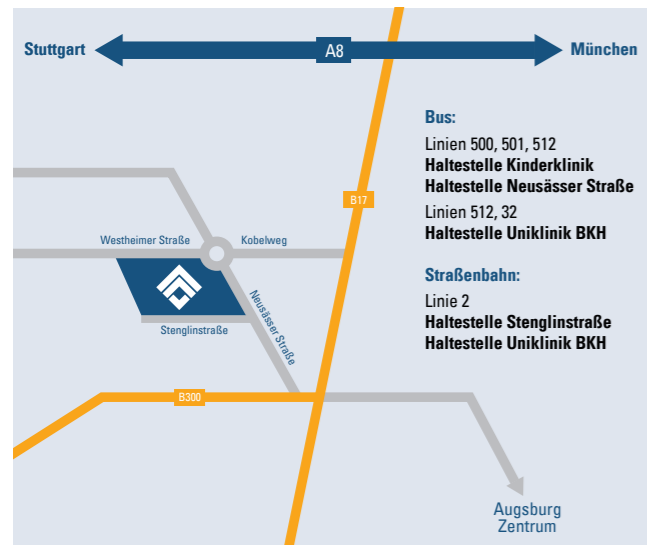 Stuttgart
A8
München
Bus:
Linien 500, 501, 512
Haltestelle Kinderklinik
Haltestelle Neusässer Straße
Linien 512, 32
Haltestelle Uniklinik BKH
Straßenbahn:
Linie 2
Haltestelle Stenglinstraße
Haltestelle Uniklinik BKH
B17
Westheimer Straße
Kobelweg
Neusässer Straße
Stenglinstraße
B300
Augsburg
Zentrum